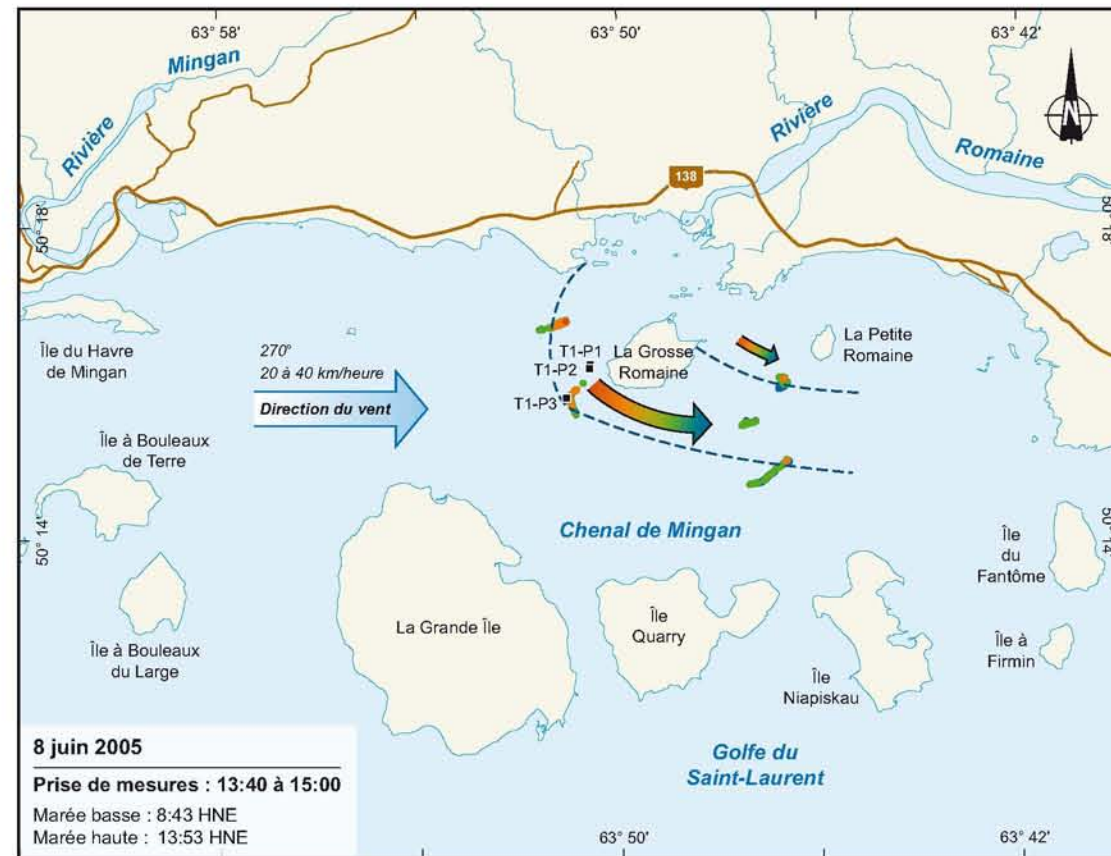 63° 58'
63° 50'
63° 42'
Rivière
Mingan
Rivière
Romaine
N
138
50° 18'
50° 18'
Île du Havre
de Mingan
270°
20 à 40 km/heure
Direction du vent
T1-P1
T1-P2
T1-P3
La Grosse
Romaine
La Petite
Romaine
Île à Bouleaux
de Terre
50° 14'
50° 14'
Chenal de Mingan
Île
du
Fantôme
La Grande Île
Île
Quarry
Île à Bouleaux
du Large
Île à
Firmin
Île
Niapiskau
8 juin 2005
Prise de mesures : 13:40 à 15:00
Marée basse : 8:43 HNE
Marée haute : 13:53 HNE
Golfe du
Saint-Laurent
63° 50'
63° 42'